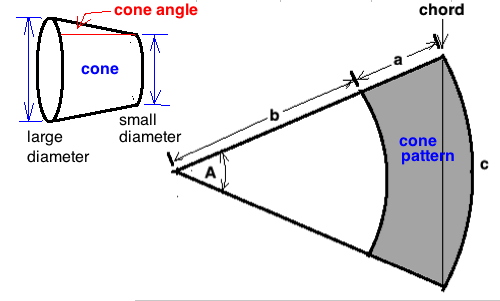 cone angle
chord
a
cone
b
small
diameter
large
diameter
cone
pattern
A
c